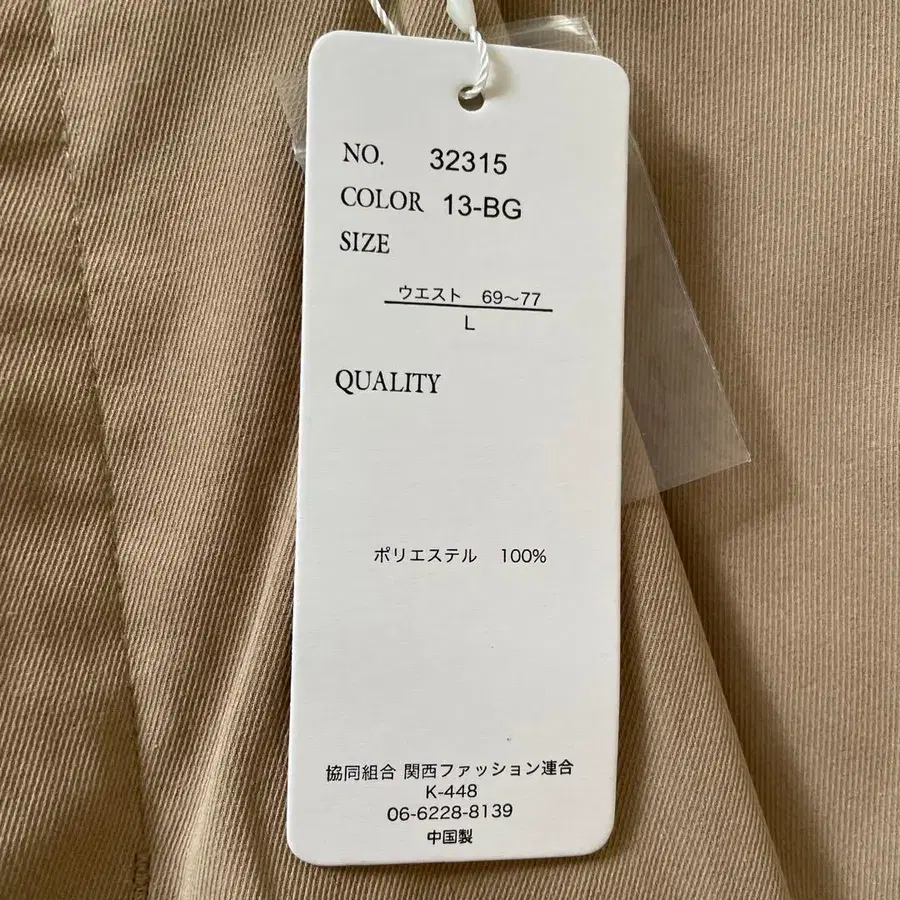 NO. 32315
COLOR 13-BG
SIZE
ウエスト 69〜77
L
QUALITY
ポリエステル 100%
協同組合 関西ファッション連合
K-448
06-6228-8139
中国製